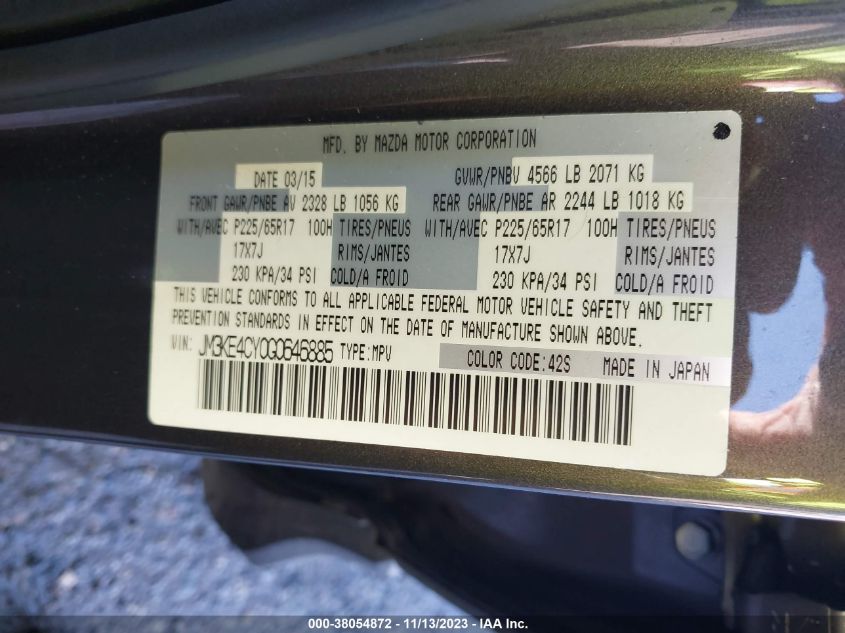 MFD. BY MAZDA MOTOR CORPORATION
DATE 03/15 GVWR/PNBV 4566 LB 2071 KG
FRONT GAWR/PNBE AV 2328 LB 1056 KG REAR GAWR/PNBE AR 2244 LB 1018 KG
WITH/AVEC P225/65R17 100H TIRES/PNEUS WITH/AVEC P225/65R17 100H TIRES/PNEUS
17X7J RIMS/JANTES 17X7J RIMS/JANTES
230 KPA/34 PSI COLD/A FROID 230 KPA/34 PSI COLD/A FROID
THIS VEHICLE CONFORMS TO ALL APPLICABLE FEDERAL MOTOR VEHICLE SAFETY AND THEFT
PREVENTION STANDARDS IN EFFECT ON THE DATE OF MANUFACTURE SHOWN ABOVE.
VIN: JM3KE4CY0G0646885 TYPE:MPV COLOR CODE:42S MADE IN JAPAN
000-38054872 - 11/13/2023 - IAA Inc.